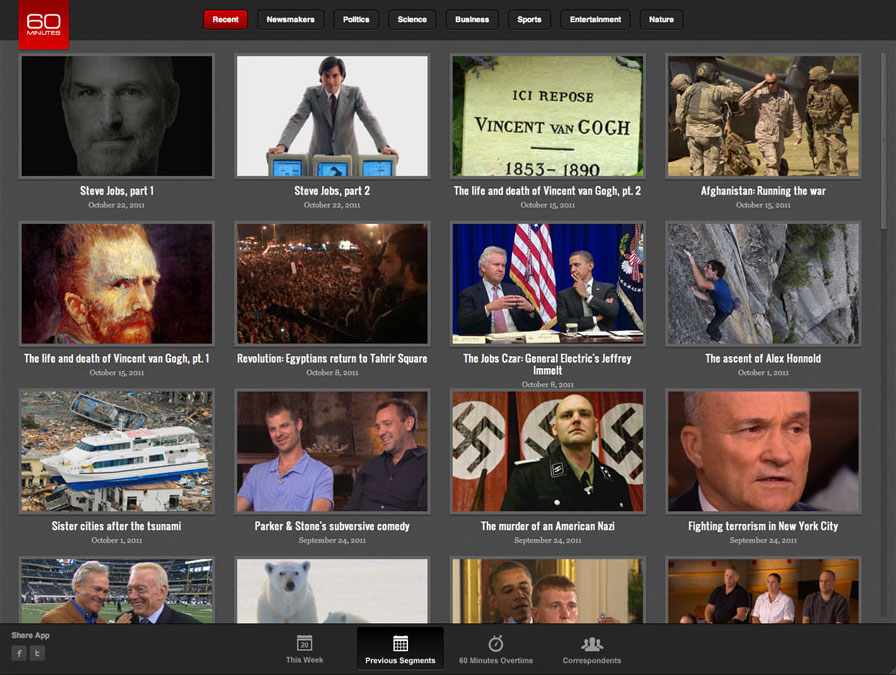 60
MINUTES
Recent
Newsmakers
Politics
Science
Business
Sports
Entertainment
Nature
ICI REPOSE
VINCENT VAN GOGH
1853-1890
Steve Jobs, part 1
October 22, 2011
Steve Jobs, part 2
October 22, 2011
The life and death of Vincent van Gogh, pt. 2
October 15, 2011
Afghanistan: Running the war
October 15, 2011
The life and death of Vincent van Gogh, pt. 1
October 15, 2011
Revolution: Egyptians return to Tahrir Square
October 8, 2011
The Jobs Czar: General Electric's Jeffrey
Immelt
October 8, 2011
The ascent of Alex Honnold
October 1, 2011
Sister cities after the tsunami
October 1, 2011
Parker & Stone's subversive comedy
September 24, 2011
The murder of an American Nazi
September 24, 2011
Fighting terrorism in New York City
September 24, 2011
Share App
f
t
20
This Week
Previous Segments
60 Minutes Overtime
Correspondents